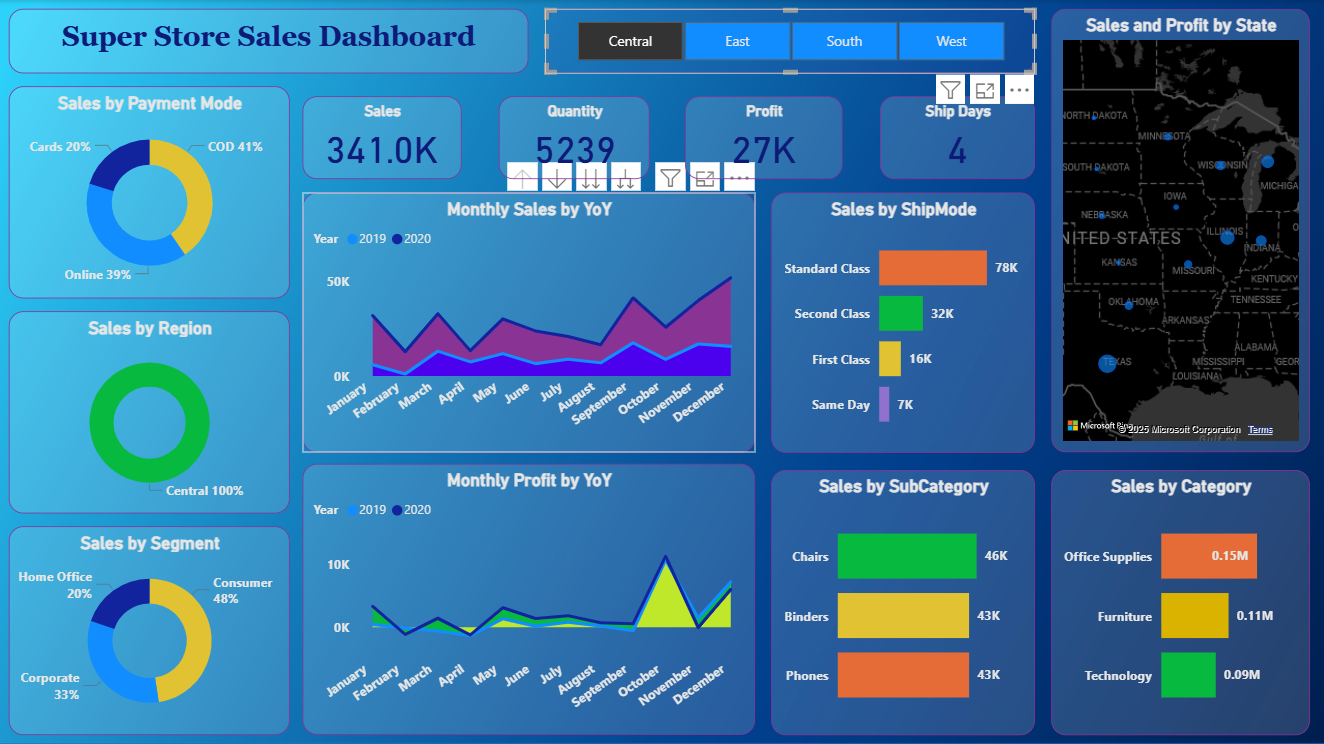 Super Store Sales Dashboard
Central
East
South
West
Sales by Payment Mode
Cards 20%
COD 41%
Online 39%
Sales by Region
Central 100%
Sales by Segment
Home Office
20%
Consumer
48%
Corporate
33%
Sales
341.0K
Quantity
5239
Profit
27K
Ship Days
4
Monthly Sales by YoY
Year 2019 2020
50K
0K
January
February
March
April
May
June
July
August
September
October
November
December
Monthly Profit by YoY
Year 2019 2020
10K
0K
January
February
March
April
May
June
July
August
September
October
November
December
Sales by ShipMode
Standard Class 78K
Second Class 32K
First Class 16K
Same Day 7K
Sales by SubCategory
Chairs 46K
Binders 43K
Phones 43K
Sales and Profit by State
NORTH DAKOTA
MINNESOTA
SOUTH DAKOTA
WISCONSIN
MICHIGA
IOWA
NEBRASKA
NITED STATES
ILLINOIS
INDIANA
O
KANSAS
MISSOURI
KENTUCKY
OKLAHOMA
TENNESSEE
ARKANSAS
ALABAMA
TEXAS
MISSISSIPPI
GEOR
LOUISIANA
Microsoft Bing
© 2025 Microsoft Corporation Terms
Gulf of
Sales by Category
Office Supplies 0.15M
Furniture 0.11M
Technology 0.09M